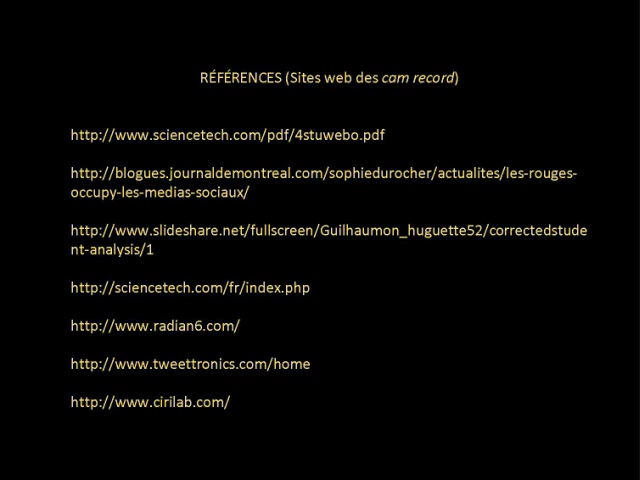 RÉFÉRENCES (Sites web des cam record)
http://www.sciencetech.com/pdf/4stuwebo.pdf
http://blogues.journaldemontreal.com/sophiedurocher/actualites/les-rouges-
occupy-les-medias-sociaux/
http://www.slideshare.net/fullscreen/Guilhaumon_huguette52/correctedstude
nt-analysis/1
http://sciencetech.com/fr/index.php
http://www.radian6.com/
http://www.tweettronics.com/home
http://www.cirilab.com/